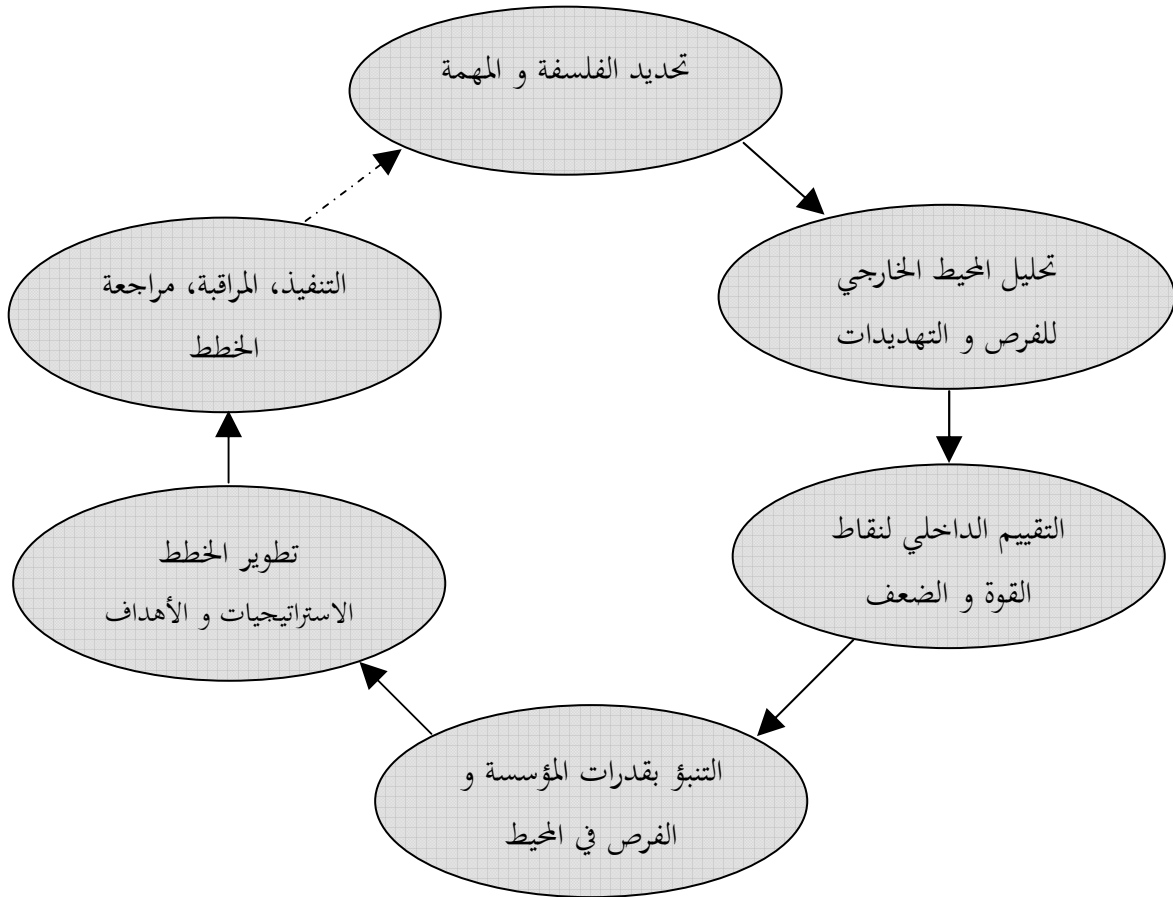 تحديد الفلسفة و المهمة
تحليل المحيط الخارجي
للفرص و التهديدات
التقييم الداخلي لنقاط
القوة و الضعف
التنبؤ بقدرات المؤسسة و
الفرص في المحيط
تطوير الخطط
الاستراتيجيات و الأهداف
التنفيذ، المراقبة، مراجعة
الخطط